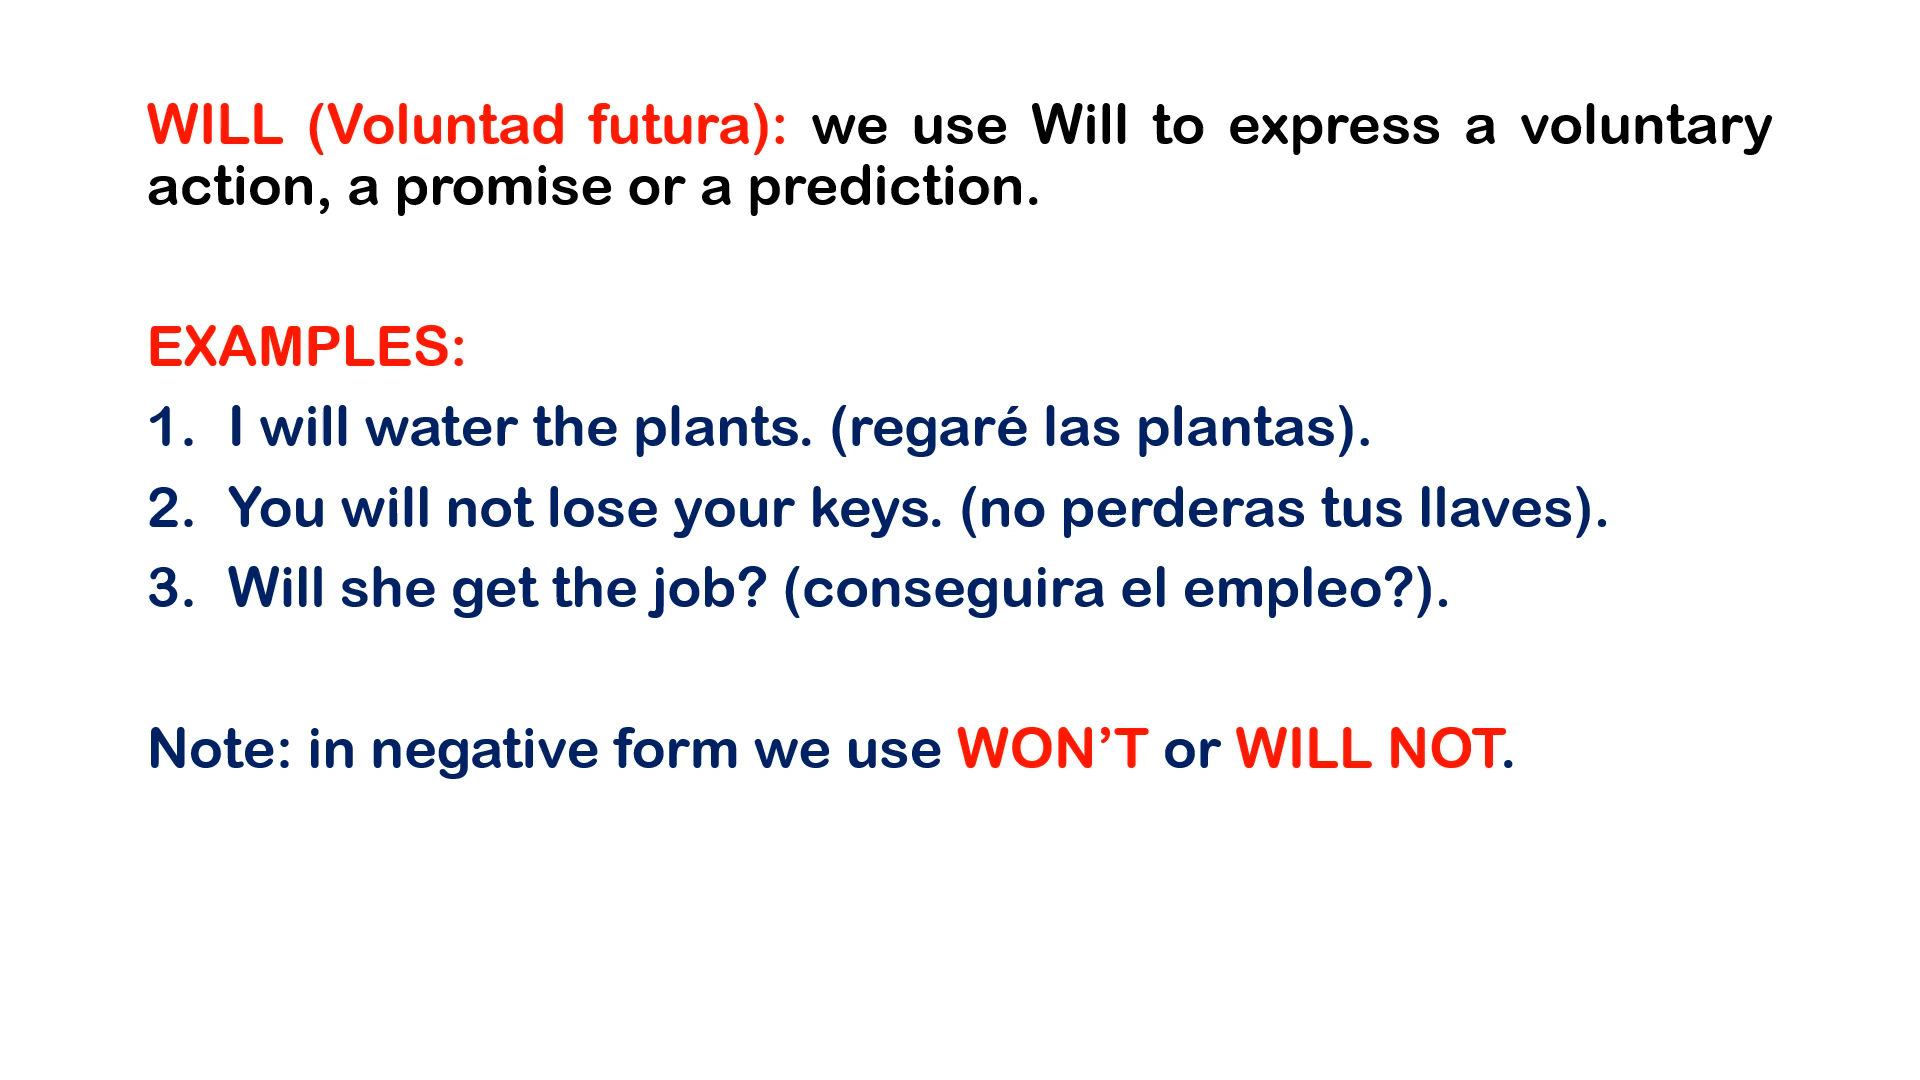 WILL (Voluntad futura): we use Will to express a voluntary
action, a promise or a prediction.
EXAMPLES:
1. I will water the plants. (regaré las plantas).
2. You will not lose your keys. (no perderas tus llaves).
3. Will she get the job? (conseguira el empleo?).
Note: in negative form we use WON’T or WILL NOT.